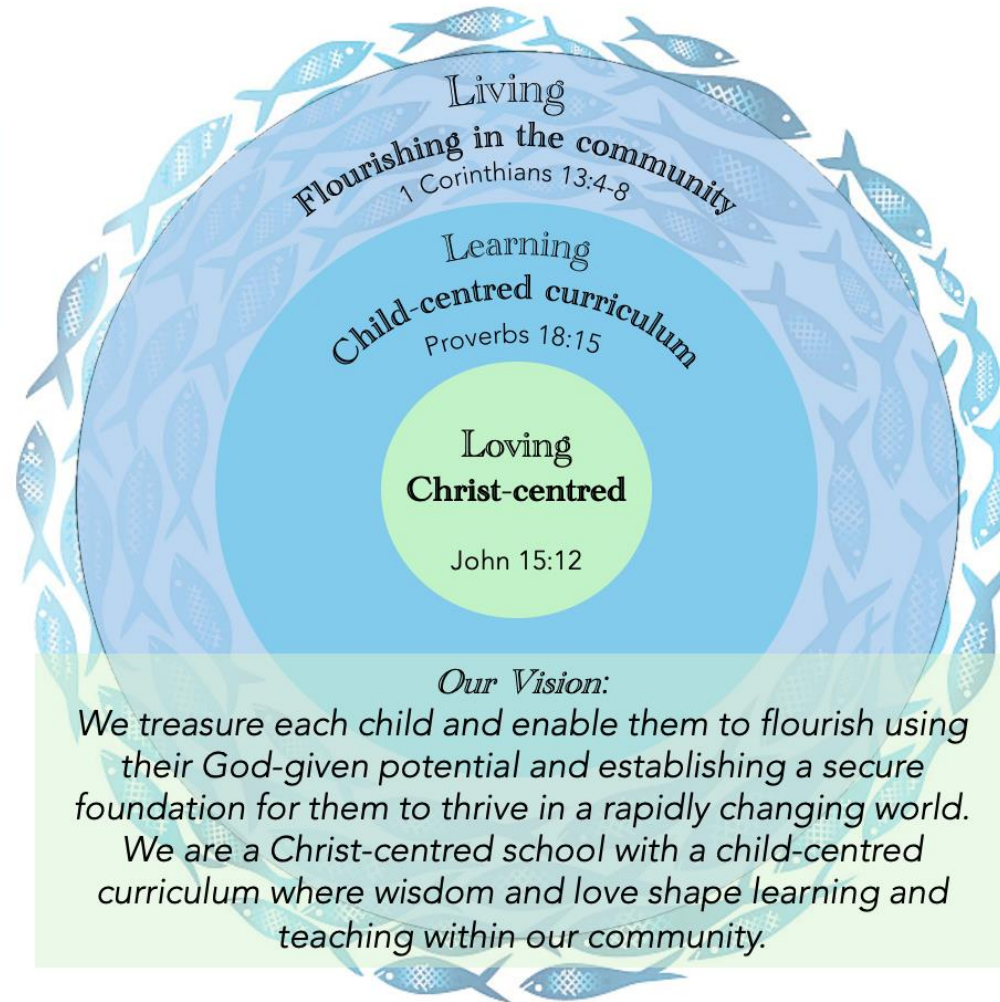 Living
Flourishing in the community
1 Corinthians 13:4-8
Learning
Child-centred curriculum
Proverbs 18:15
Loving
Christ-centred
John 15:12
Our Vision:
We treasure each child and enable them to flourish using
their God-given potential and establishing a secure
foundation for them to thrive in a rapidly changing world.
We are a Christ-centred school with a child-centred
curriculum where wisdom and love shape learning and
teaching within our community.